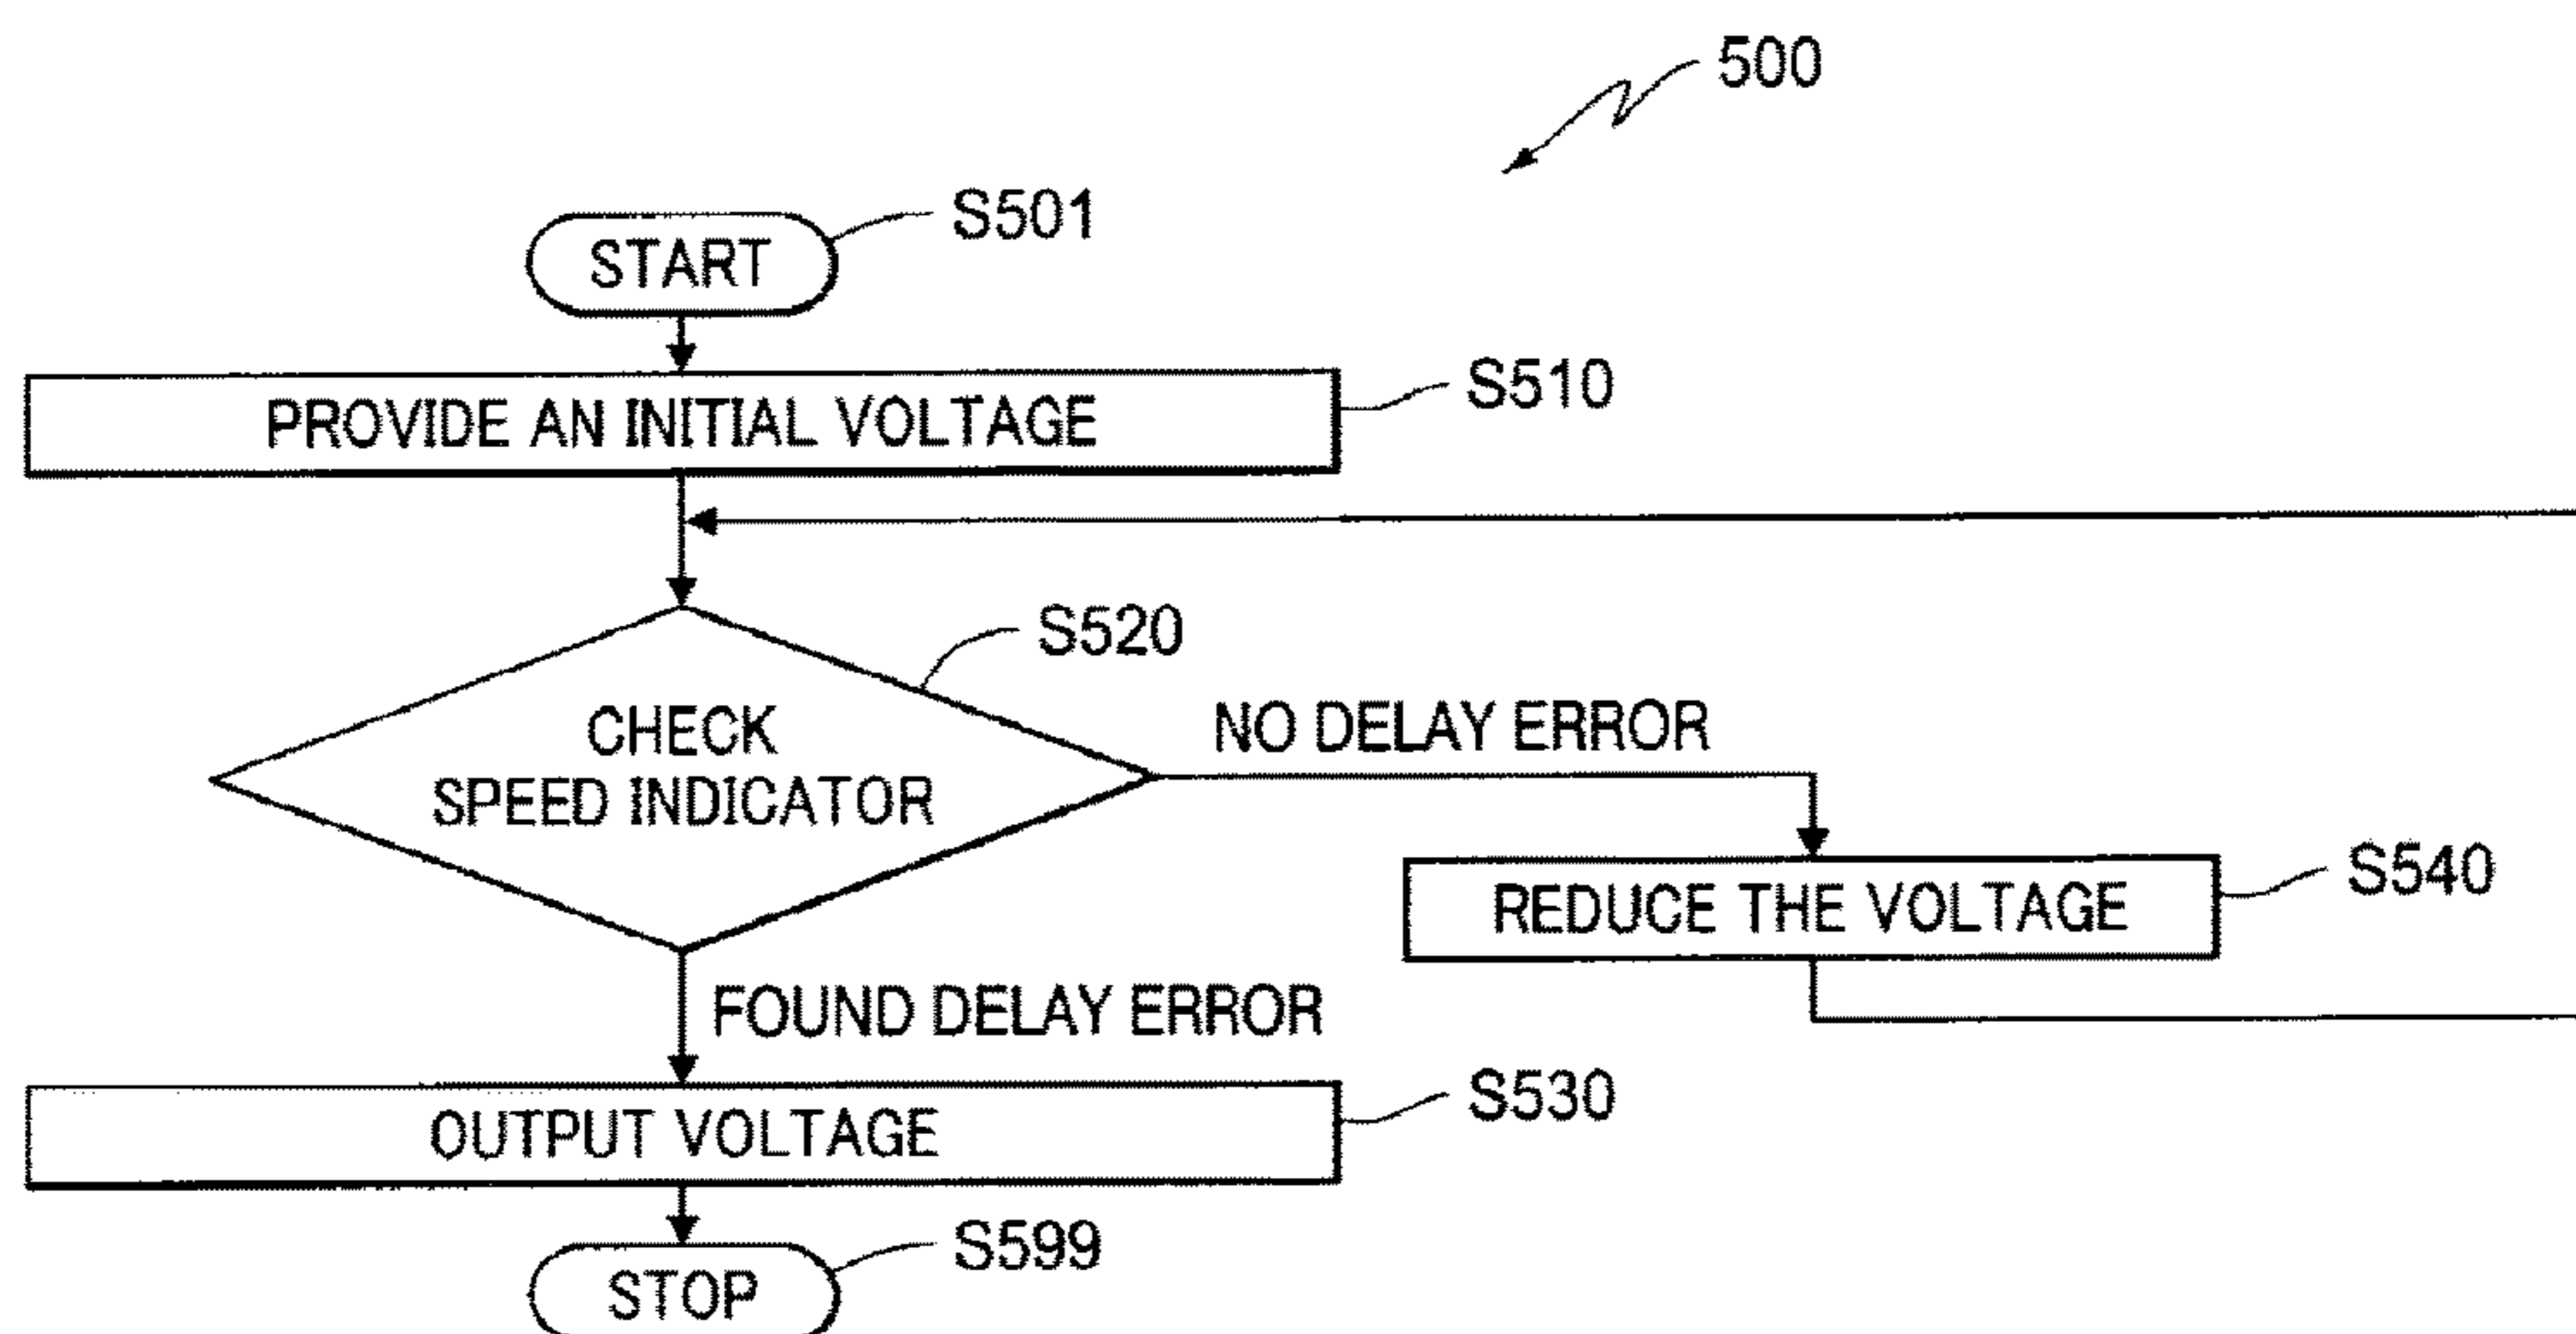 500
START
S501
PROVIDE AN INITIAL VOLTAGE
S510
S520
CHECK
SPEED INDICATOR
NO DELAY ERROR
REDUCE THE VOLTAGE
S540
FOUND DELAY ERROR
OUTPUT VOLTAGE
S530
STOP
S599